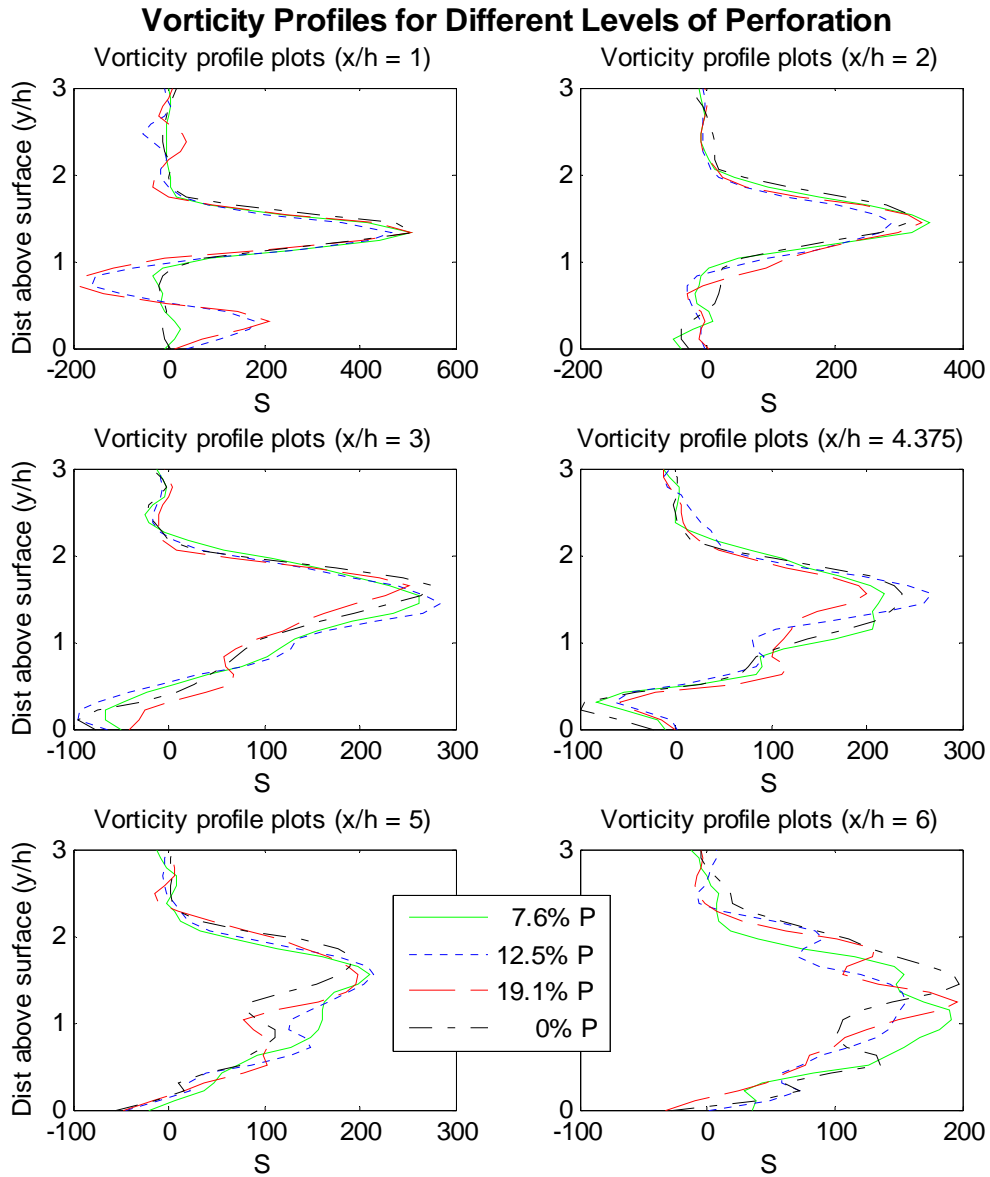 Vorticity Profiles for Different Levels of Perforation
Vorticity profile plots (x/h = 1)
3
2
1
0
-200
0
200
400
600
Dist above surface (y/h)
S
Vorticity profile plots (x/h = 2)
3
2
1
0
-200
0
200
400
S
Vorticity profile plots (x/h = 3)
3
2
1
0
-100
0
100
200
300
Dist above surface (y/h)
S
Vorticity profile plots (x/h = 4.375)
3
2
1
0
-100
0
100
200
300
S
Vorticity profile plots (x/h = 5)
3
2
1
0
-100
0
100
200
300
Dist above surface (y/h)
S
Vorticity profile plots (x/h = 6)
3
2
1
0
-100
0
100
200
S
7.6% P
12.5% P
19.1% P
0% P